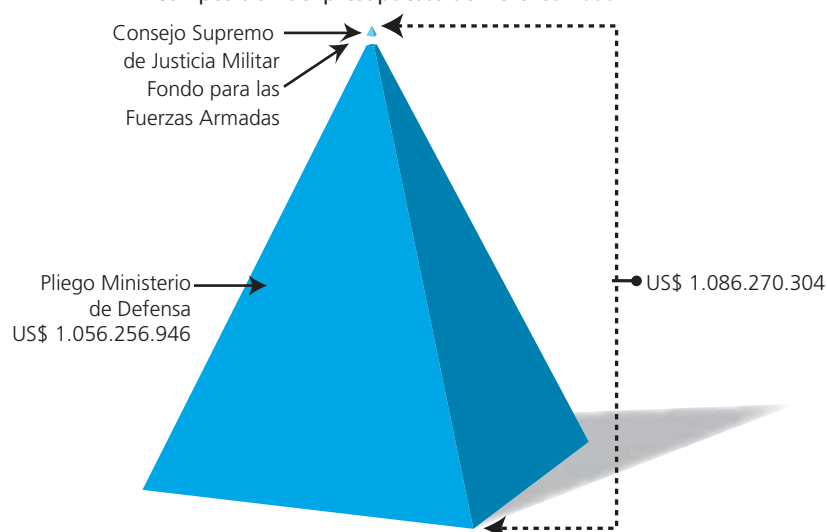 Consejo Supremo
de Justicia Militar
Fondo para las
Fuerzas Armadas
Pliego Ministerio
de Defensa
US$ 1.056.256.946
US$ 1.086.270.304